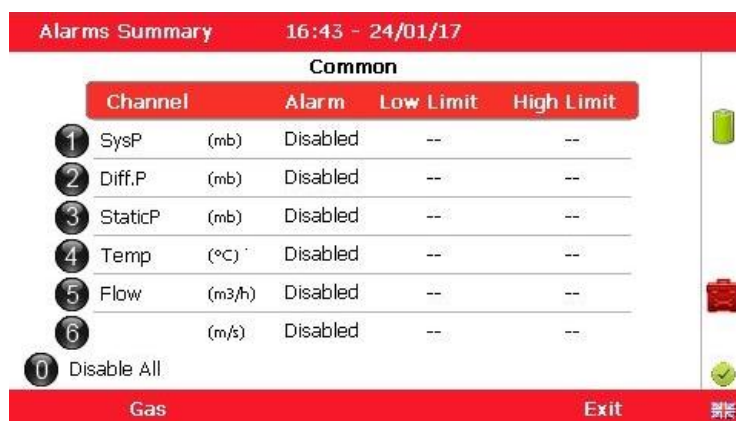 Alarms Summary 16:43 - 24/01/17
Common
Channel Alarm Low Limit High Limit
1 SysP (mb) Disabled -- --
2 Diff.P (mb) Disabled -- --
3 StaticP (mb) Disabled -- --
4 Temp (°C) Disabled -- --
5 Flow (m3/h) Disabled -- --
6 (m/s) Disabled -- --
0 Disable All
Gas Exit